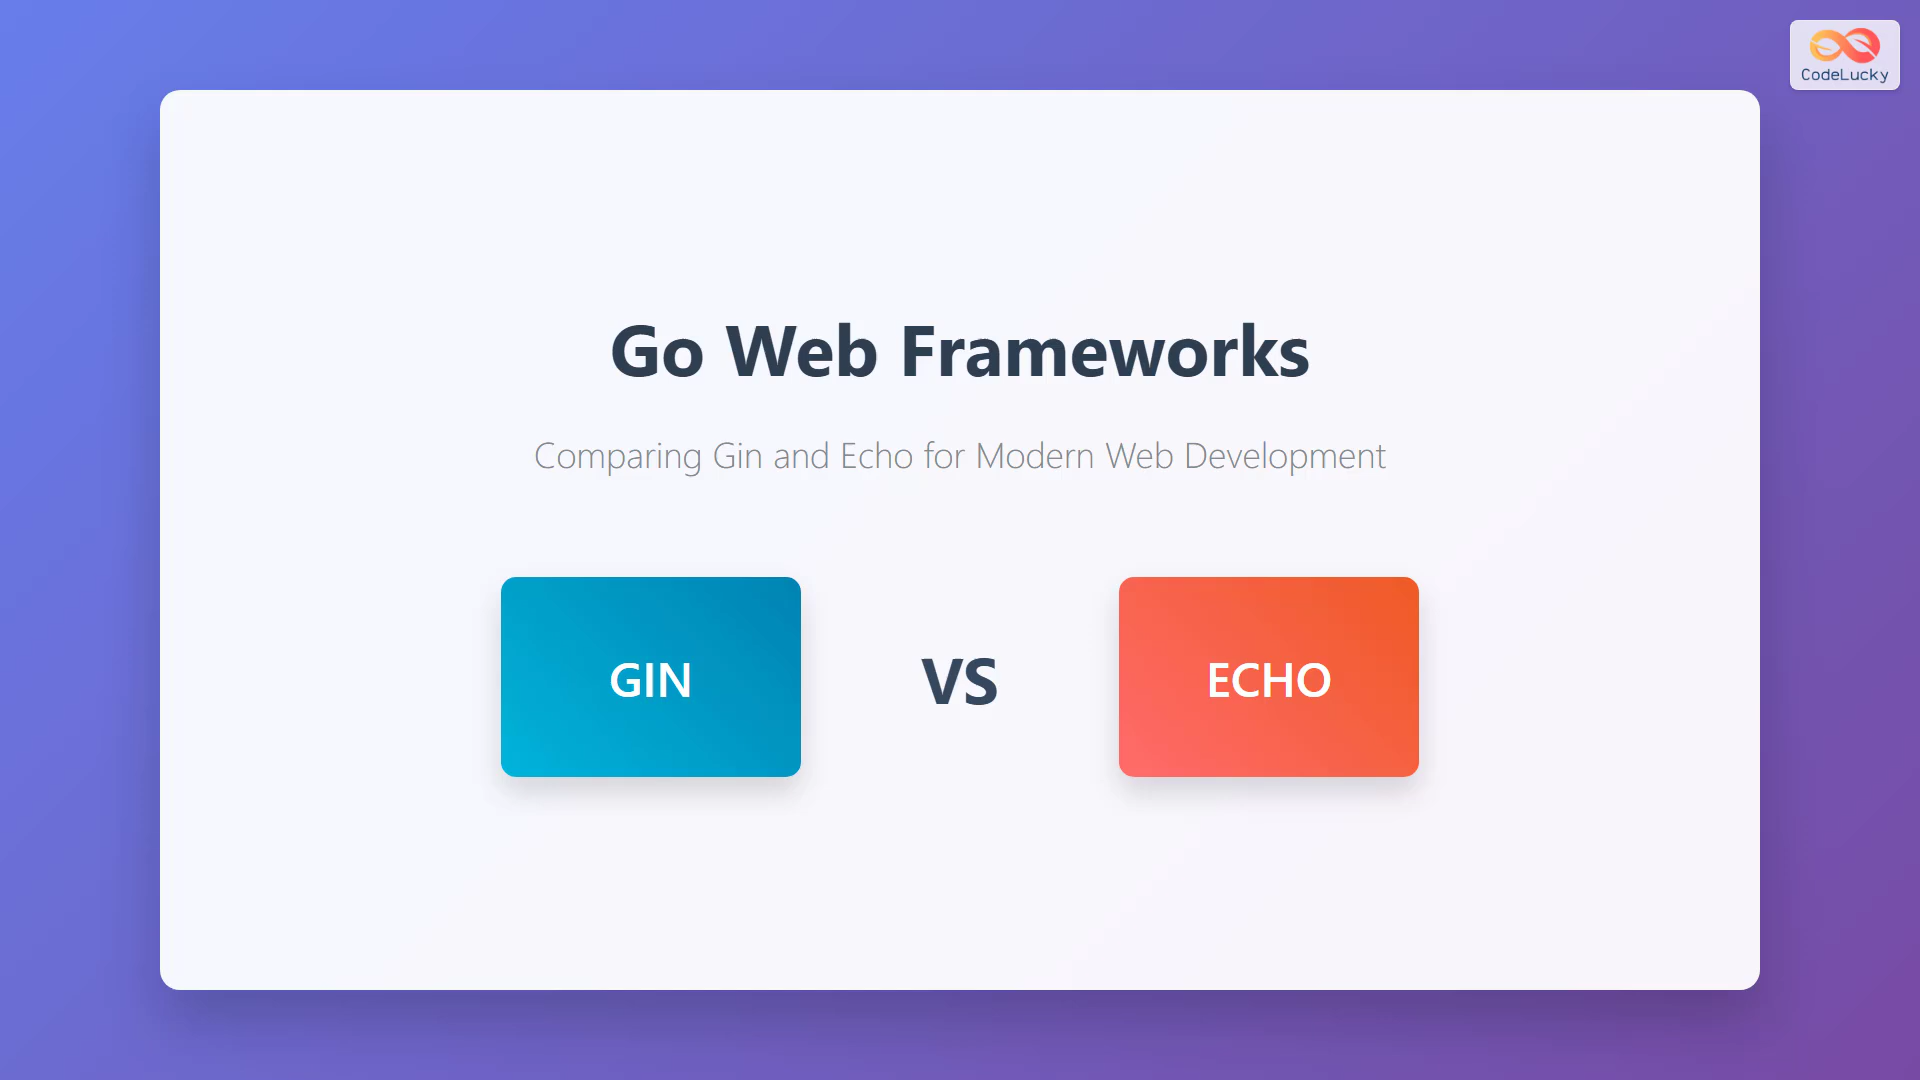 CodeLucky
Go Web Frameworks
Comparing Gin and Echo for Modern Web Development
GIN
VS
ECHO